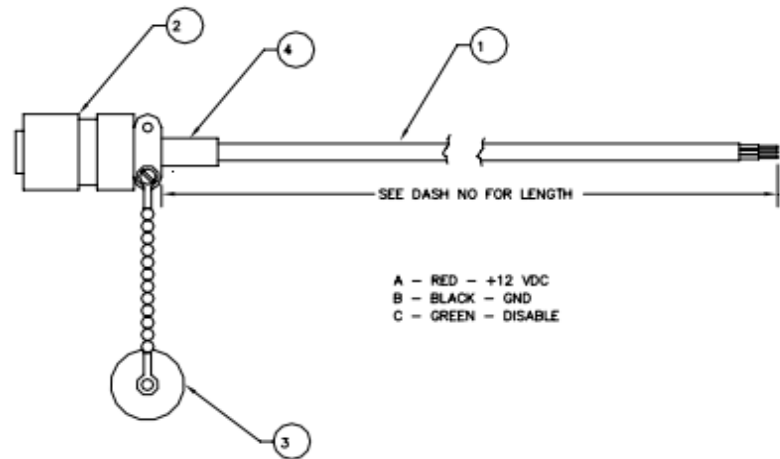 2
4
1
SEE DASH NO FOR LENGTH
A - RED - +12 VDC
B - BLACK - GND
C - GREEN - DISABLE
3